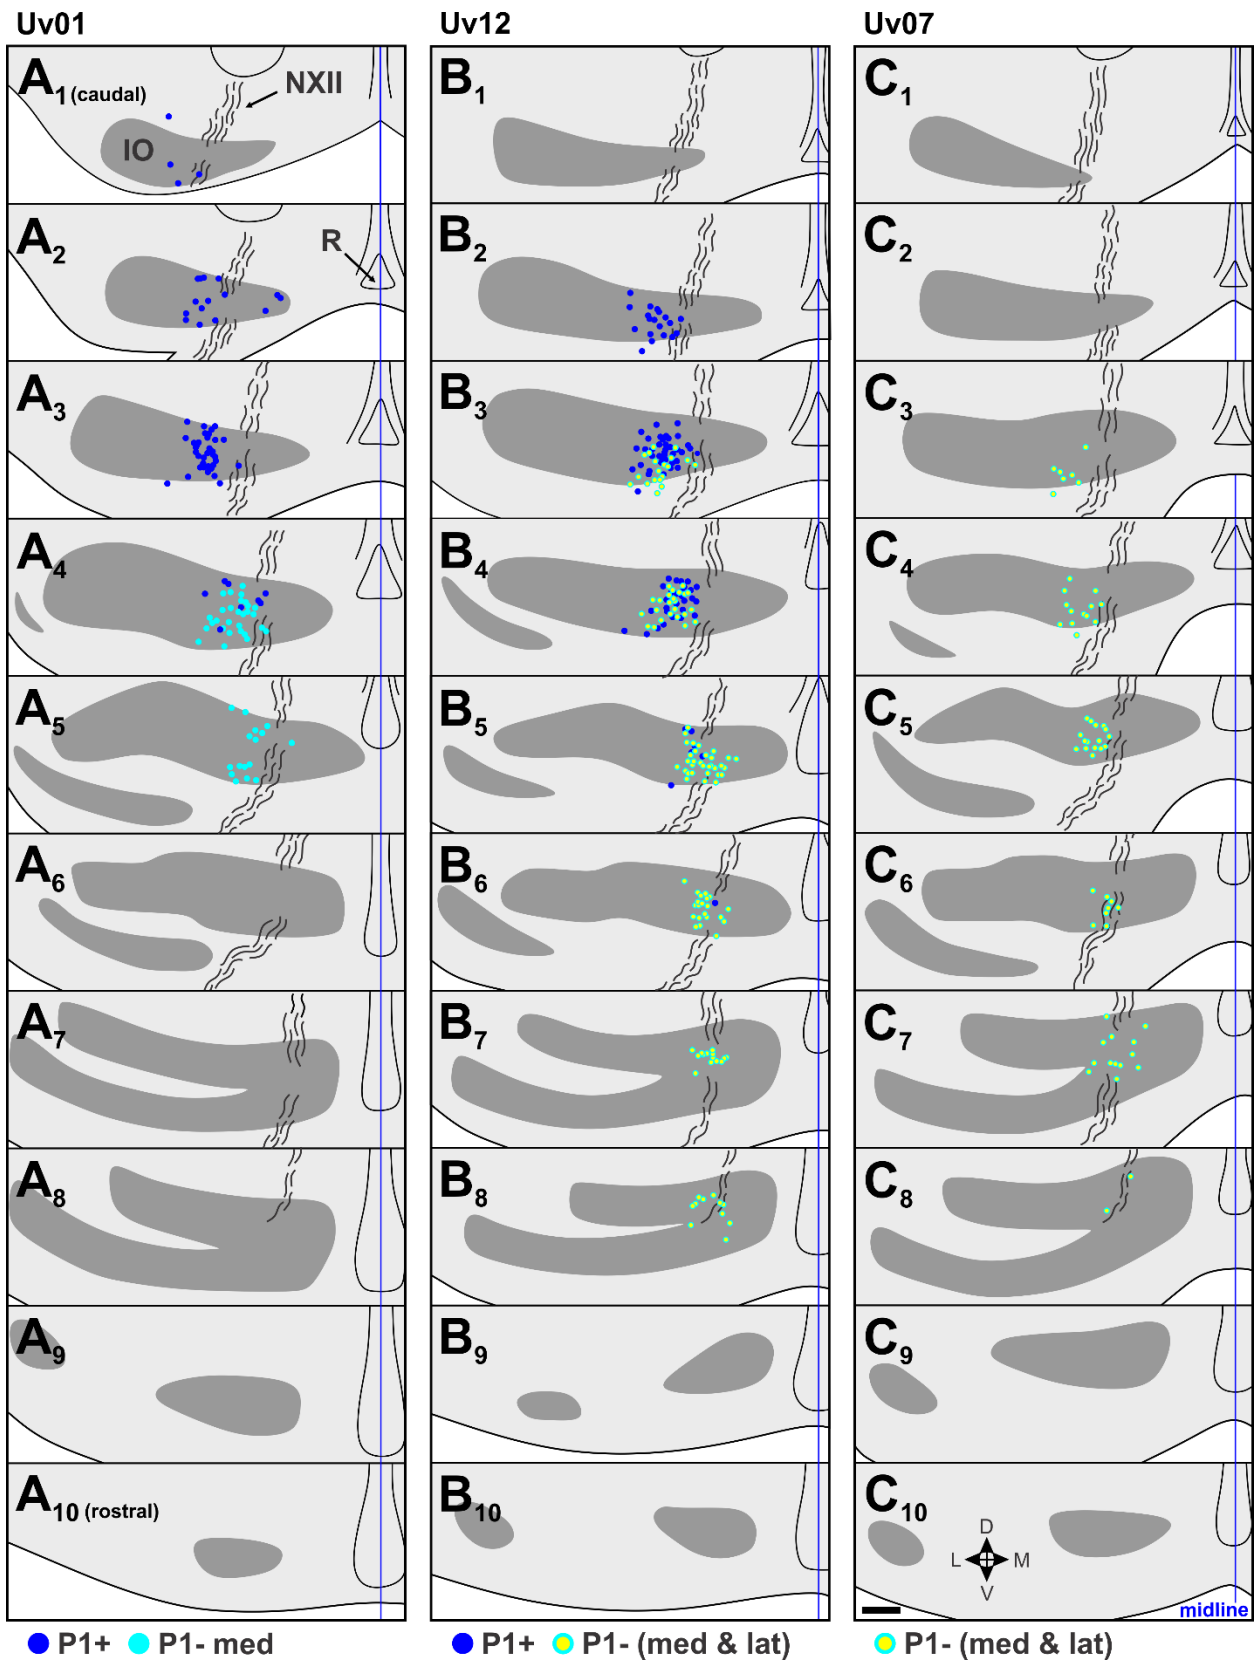 Uv01 Uv12 Uv07
A1 (caudal) NXII B1 C1
IO
A2 R B2 C2
A3 B3 C3
A4 B4 C4
A5 B5 C5
A6 B6 C6
A7 B7 C7
A8 B8 C8
A9 B9 C9
A10 (rostral) B10 C10
D
L M
V
midline
P1+ P1- med P1+ P1- (med & lat) P1- (med & lat)